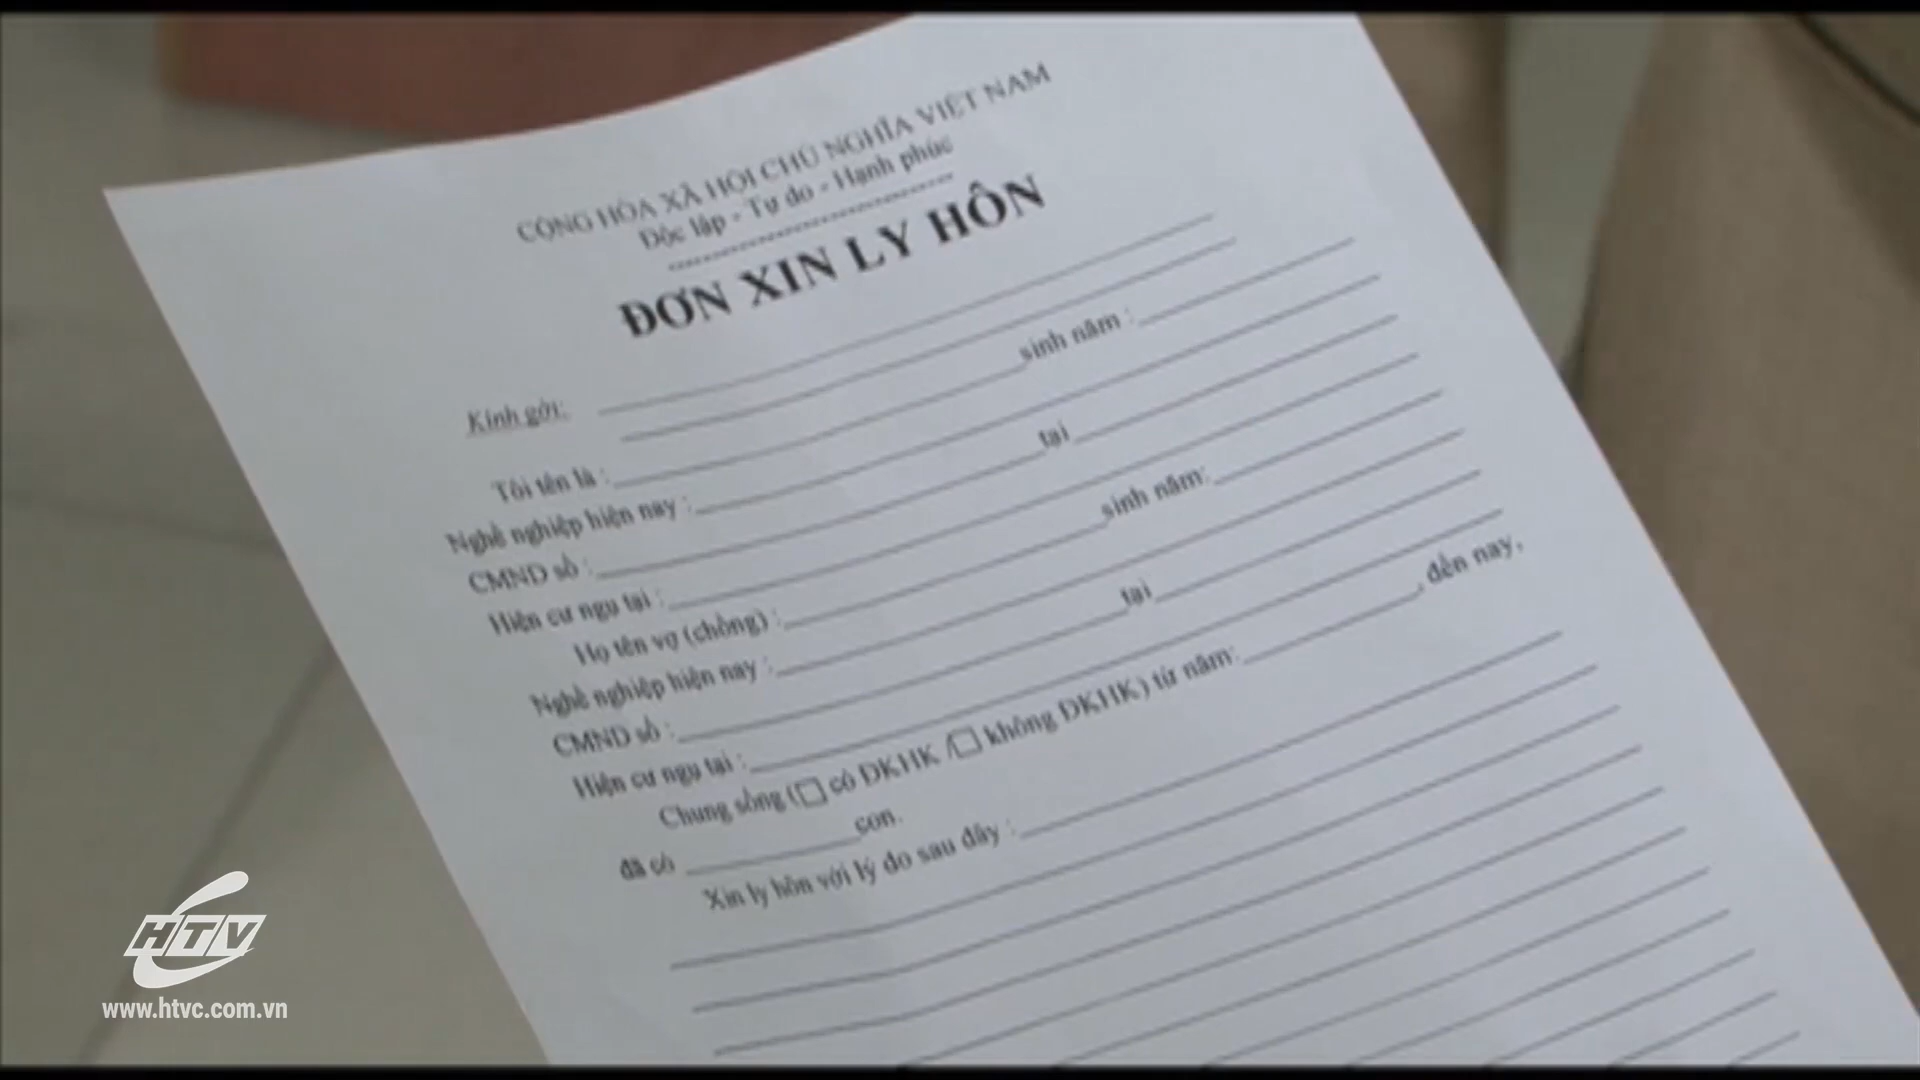 CỘNG HÒA XÃ HỘI CHỦ NGHĨA VIỆT NAM
Độc lập - Tự do - Hạnh phúc
ĐƠN XIN LY HÔN
Kính gởi:
Tôi tên là : sinh năm :
Nghề nghiệp hiện nay :
CMND số : tại
Hiện cư ngụ tại :
Họ tên vợ (chồng) : sinh năm:
Nghề nghiệp hiện nay :
CMND số : tại
Hiện cư ngụ tại :
Chung sống (☐ có ĐKHK /☐ không ĐKHK) từ năm: , đến nay,
đã có con.
Xin ly hôn với lý do sau đây :
HTV
www.htvc.com.vn